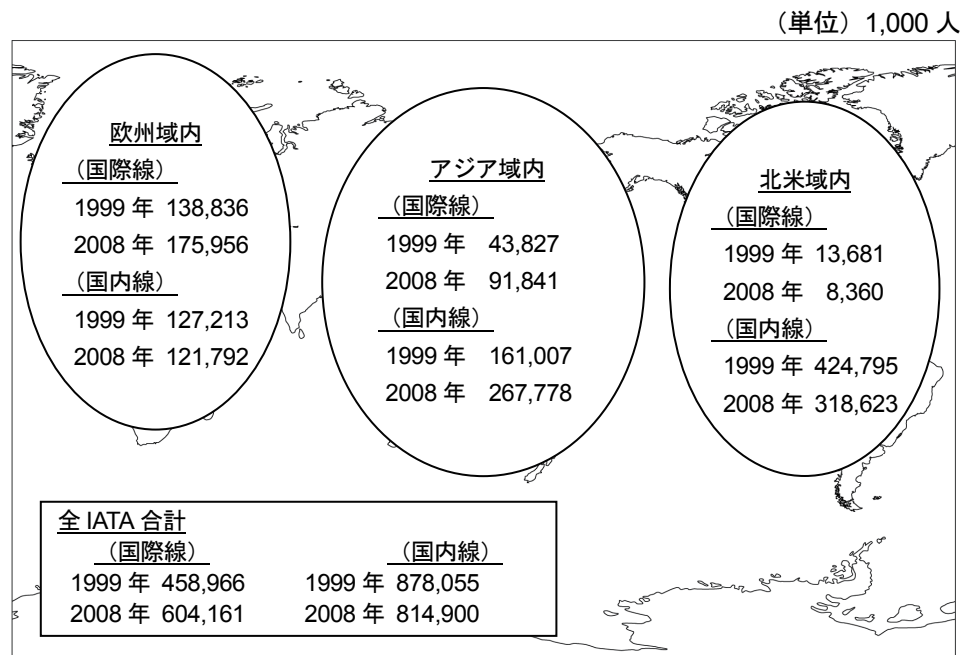 （単位）1,000 人
欧州域内
（国際線）
1999 年 138,836
2008 年 175,956
（国内線）
1999 年 127,213
2008 年 121,792
アジア域内
（国際線）
1999 年 43,827
2008 年 91,841
（国内線）
1999 年 161,007
2008 年 267,778
北米域内
（国際線）
1999 年 13,681
2008 年 8,360
（国内線）
1999 年 424,795
2008 年 318,623
全 IATA 合計
（国際線） （国内線）
1999 年 458,966 1999 年 878,055
2008 年 604,161 2008 年 814,900